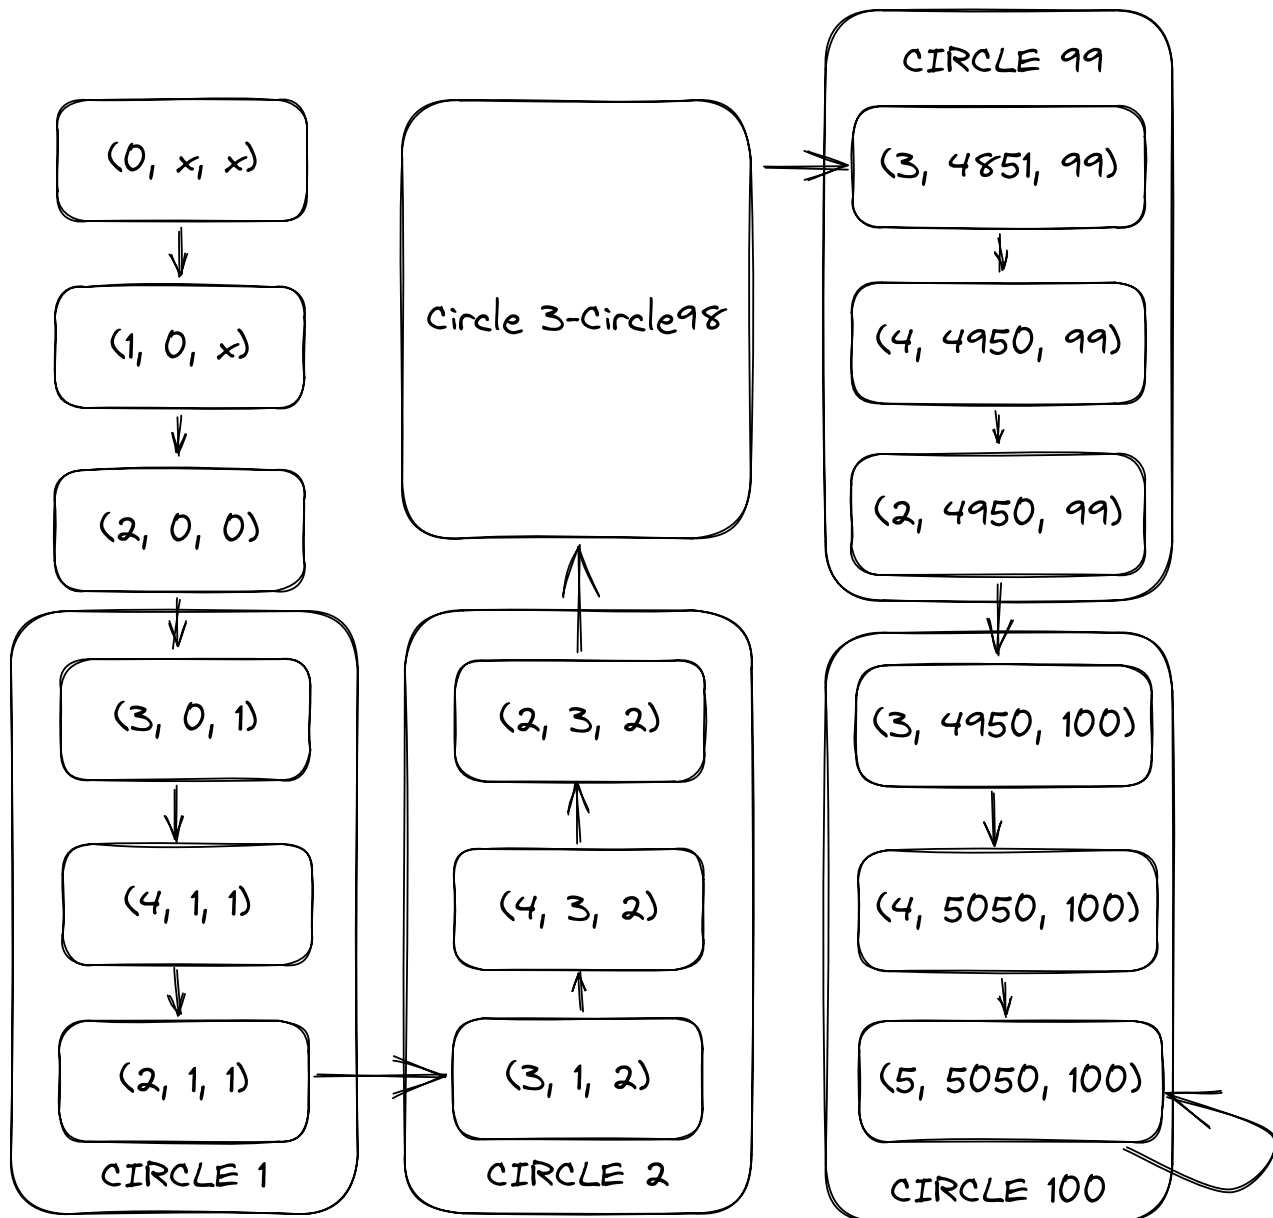 (0, x, x)
(1, 0, x)
(2, 0, 0)
(3, 0, 1)
(4, 1, 1)
(2, 1, 1)
CIRCLE 1
Circle 3-Circle98
(2, 3, 2)
(4, 3, 2)
(3, 1, 2)
CIRCLE 2
CIRCLE 99
(3, 4851, 99)
(4, 4950, 99)
(2, 4950, 99)
(3, 4950, 100)
(4, 5050, 100)
(5, 5050, 100)
CIRCLE 100